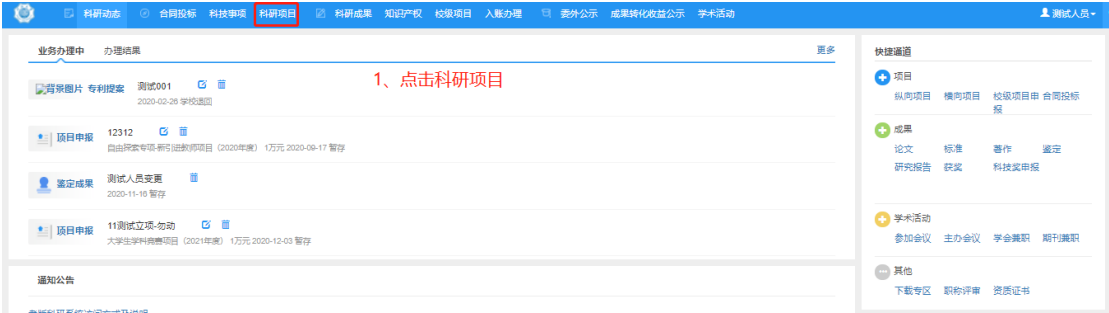 科研动态 合同投标 科技事项 科研项目 科研成果 知识产权 校级项目 入账办理 委外公示 成果转化收益公示 学术活动 测试人员
业务办理中 办理结果 更多
1、点击科研项目
背景图片 专利提案 测试001
2020-02-26 学校退回
项目申报 12312
自由探索专项-新引进教师项目（2020年度） 1万元 2020-09-17 暂存
鉴定成果 测试人员变更
2020-11-16 暂存
项目申报 11测试立项-勿动
大学生学科竞赛项目（2021年度） 1万元 2020-12-03 暂存
通知公告
快捷通道
项目
纵向项目 横向项目 校级项目申报 合同投标
成果
论文 标准 著作 鉴定
研究报告 获奖 科技奖申报
学术活动
参加会议 主办会议 学会兼职 期刊兼职
其他
下载专区 职称评审 资质证书